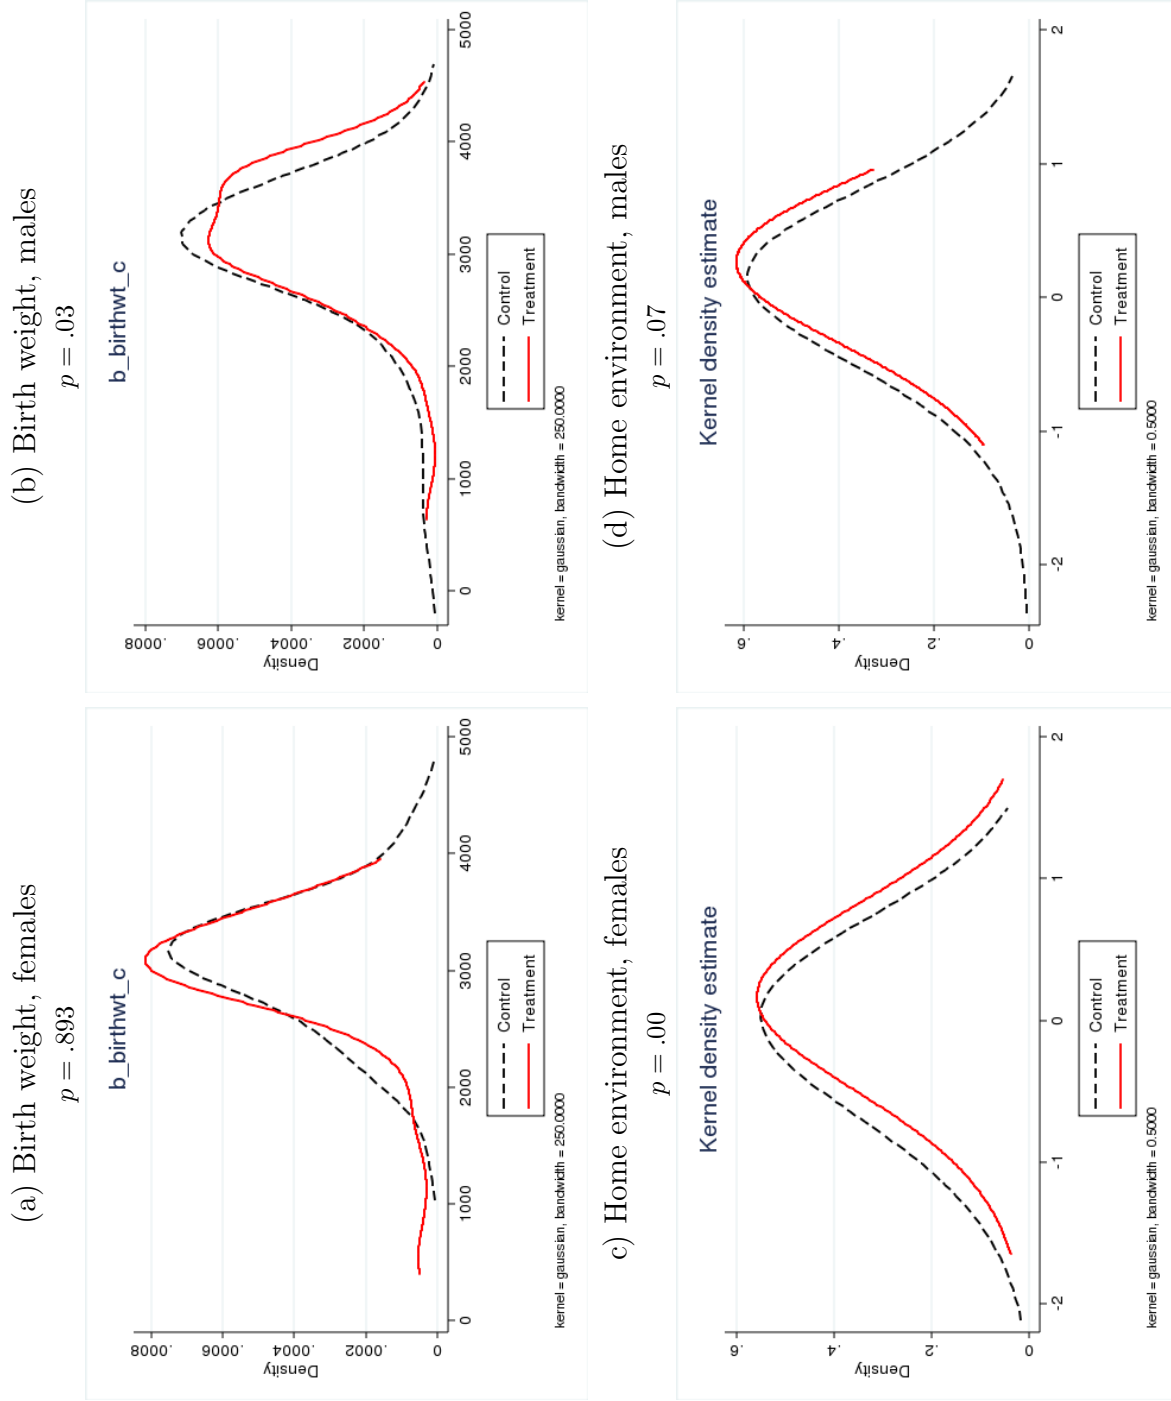 (a) Birth weight, females
p = .893
b_birthwt_c
Density
.0008
.0006
.0004
.0002
0
0 1000 2000 3000 4000 5000
Control
Treatment
kernel = gaussian, bandwidth = 250.0000
(b) Birth weight, males
p = .03
b_birthwt_c
Density
.0008
.0006
.0004
.0002
0
0 1000 2000 3000 4000 5000
Control
Treatment
kernel = gaussian, bandwidth = 250.0000
c) Home environment, females
p = .00
Kernel density estimate
Density
.6
.4
.2
0
-2 -1 0 1 2
Control
Treatment
kernel = gaussian, bandwidth = 0.5000
(d) Home environment, males
p = .07
Kernel density estimate
Density
.6
.4
.2
0
-2 -1 0 1 2
Control
Treatment
kernel = gaussian, bandwidth = 0.5000